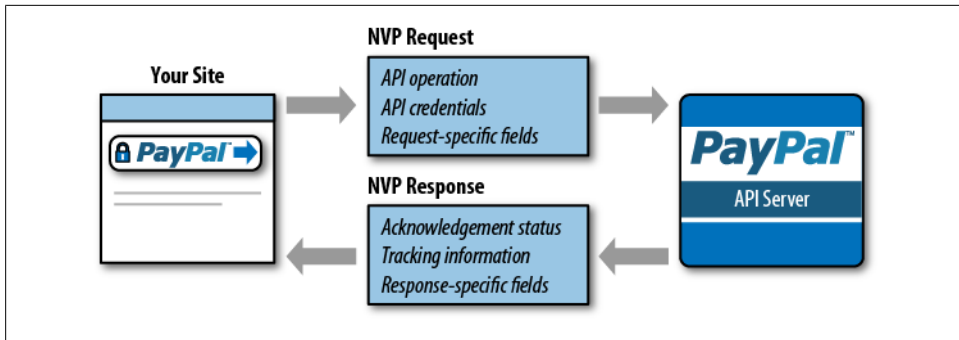 NVP Request
Your Site
API operation
API credentials
Request-specific fields
PayPal
PayPal™
API Server
NVP Response
Acknowledgement status
Tracking information
Response-specific fields